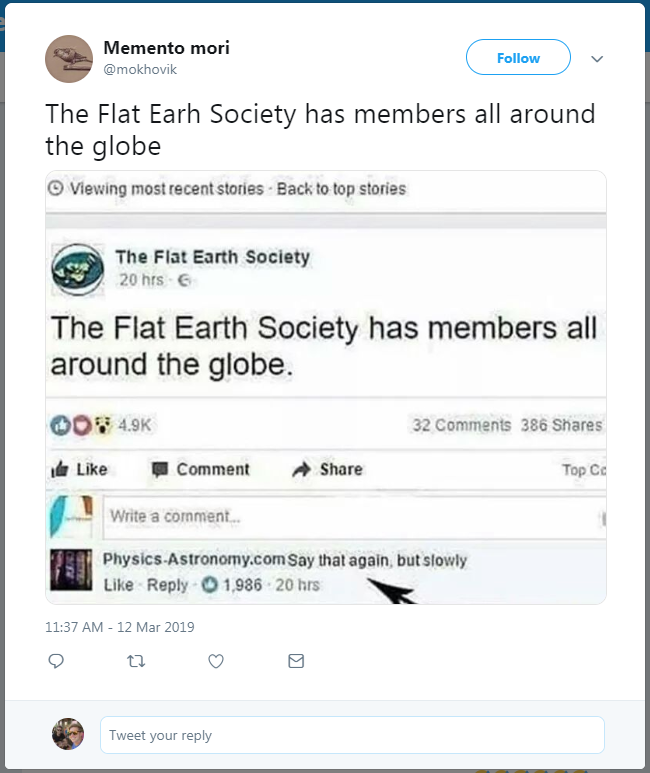 Memento mori
@mokhovik
Follow
The Flat Earh Society has members all around
the globe
Viewing most recent stories · Back to top stories
The Flat Earth Society
20 hrs ·
The Flat Earth Society has members all
around the globe.
4.9K
32 Comments 386 Shares
Like Comment Share
Top Co
Write a comment...
Physics-Astronomy.com Say that again, but slowly
Like · Reply · 1,986 · 20 hrs
11:37 AM - 12 Mar 2019
Tweet your reply